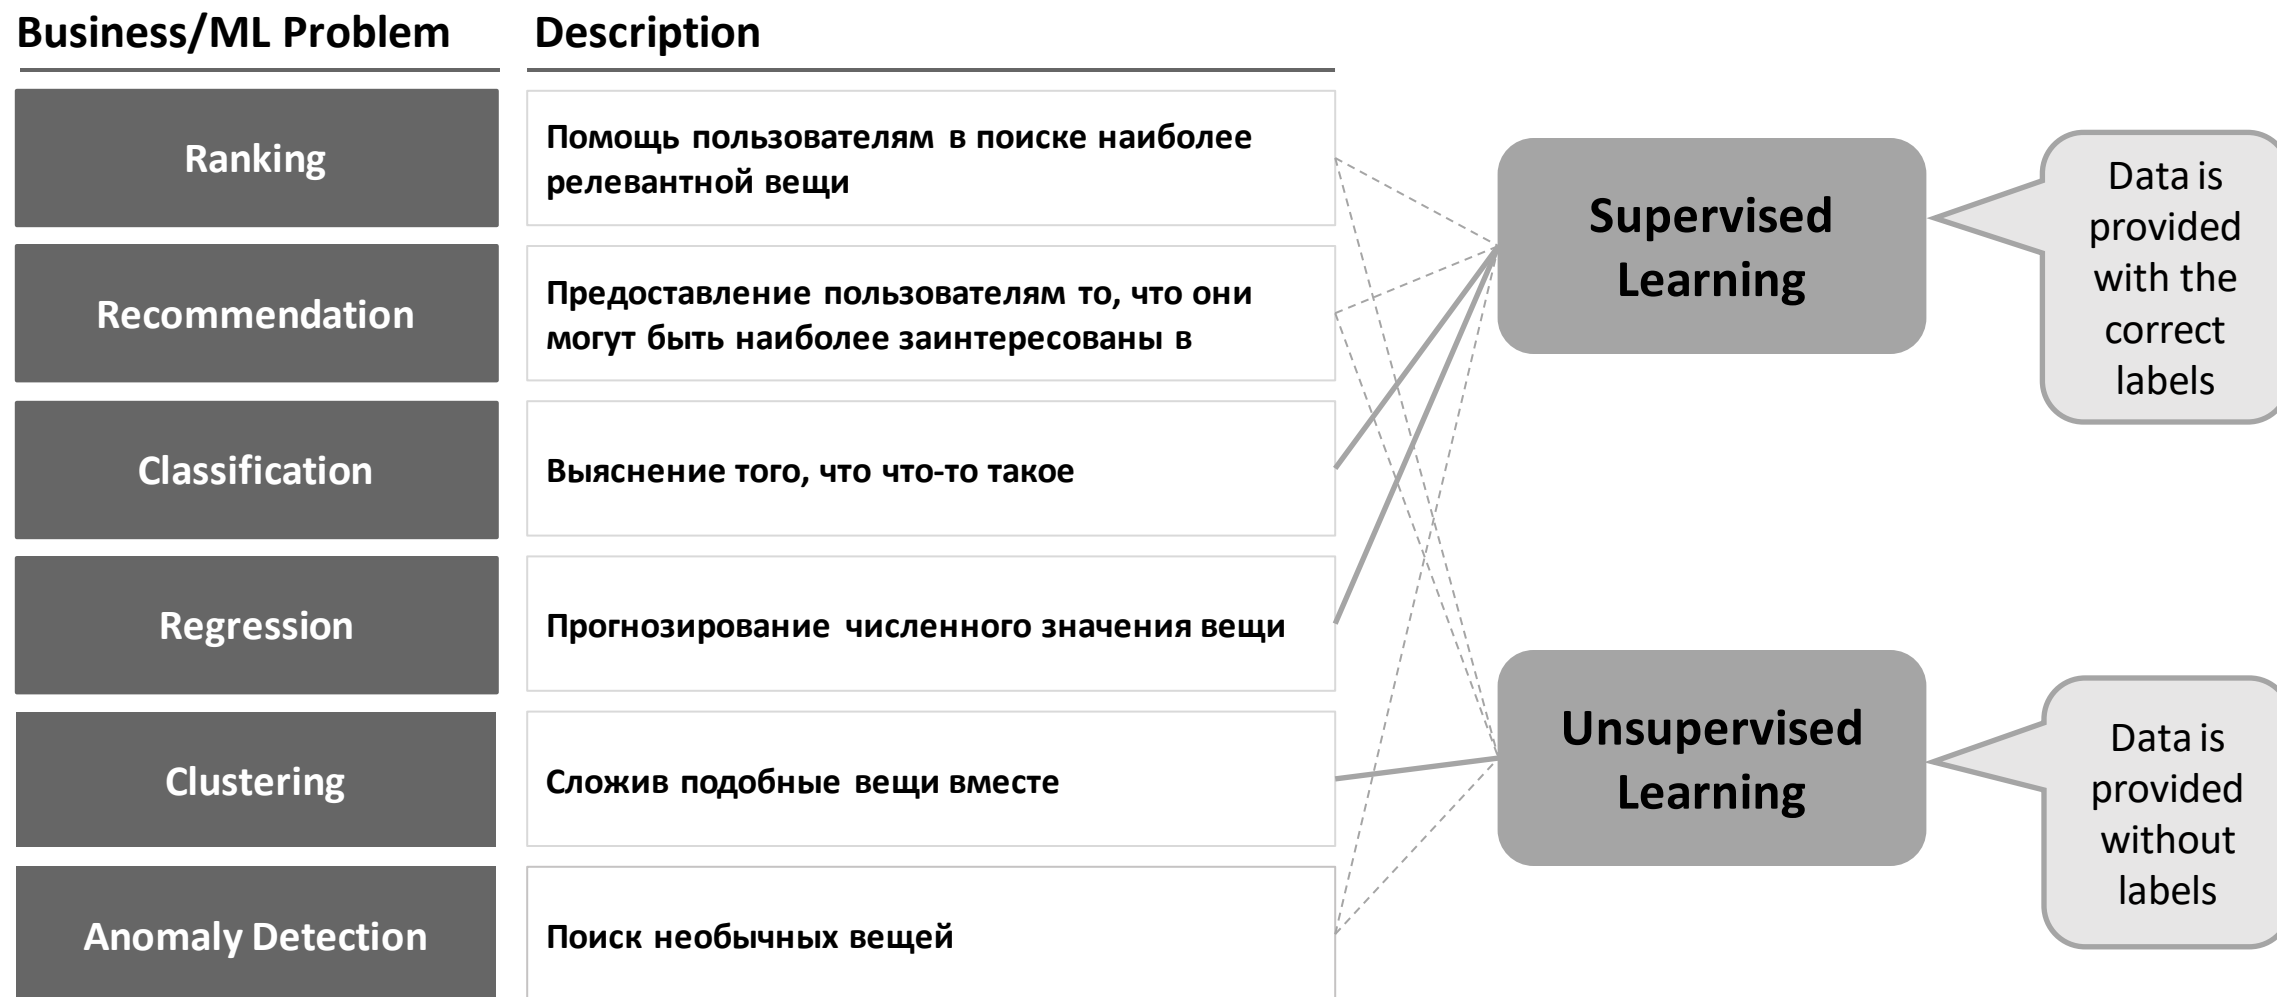 Business/ML Problem
Description
Ranking
Помощь пользователям в поиске наиболее
релевантной вещи
Recommendation
Предоставление пользователям то, что они
могут быть наиболее заинтересованы в
Classification
Выяснение того, что что-то такое
Regression
Прогнозирование численного значения вещи
Clustering
Сложив подобные вещи вместе
Anomaly Detection
Поиск необычных вещей
Supervised
Learning
Data is
provided
with the
correct
labels
Unsupervised
Learning
Data is
provided
without
labels